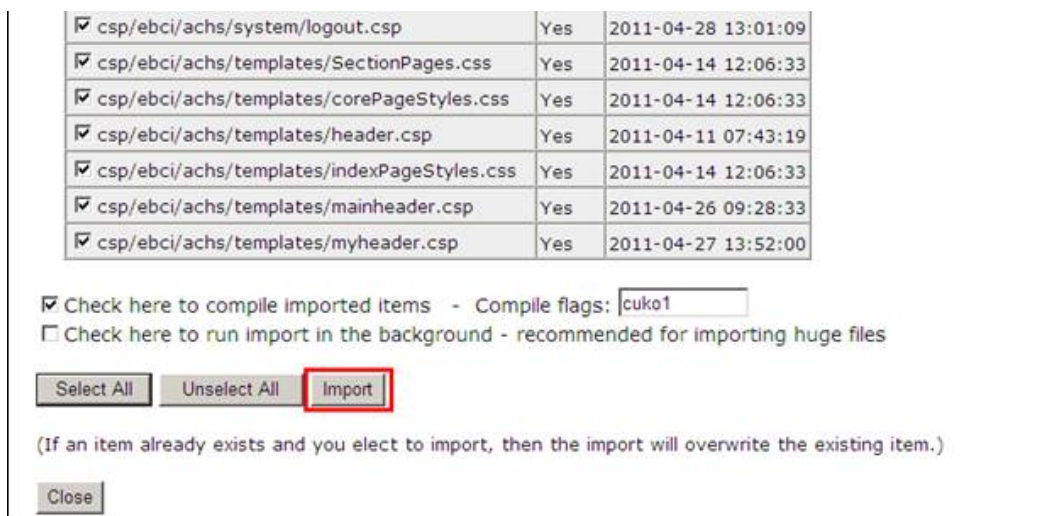 csp/ebci/achs/system/logout.csp Yes 2011-04-28 13:01:09
csp/ebci/achs/templates/SectionPages.css Yes 2011-04-14 12:06:33
csp/ebci/achs/templates/corePageStyles.css Yes 2011-04-14 12:06:33
csp/ebci/achs/templates/header.csp Yes 2011-04-11 07:43:19
csp/ebci/achs/templates/indexPageStyles.css Yes 2011-04-14 12:06:33
csp/ebci/achs/templates/mainheader.csp Yes 2011-04-26 09:28:33
csp/ebci/achs/templates/myheader.csp Yes 2011-04-27 13:52:00
Check here to compile imported items - Compile flags: cuko1
Check here to run import in the background - recommended for importing huge files
Select All Unselect All Import
(If an item already exists and you elect to import, then the import will overwrite the existing item.)
Close